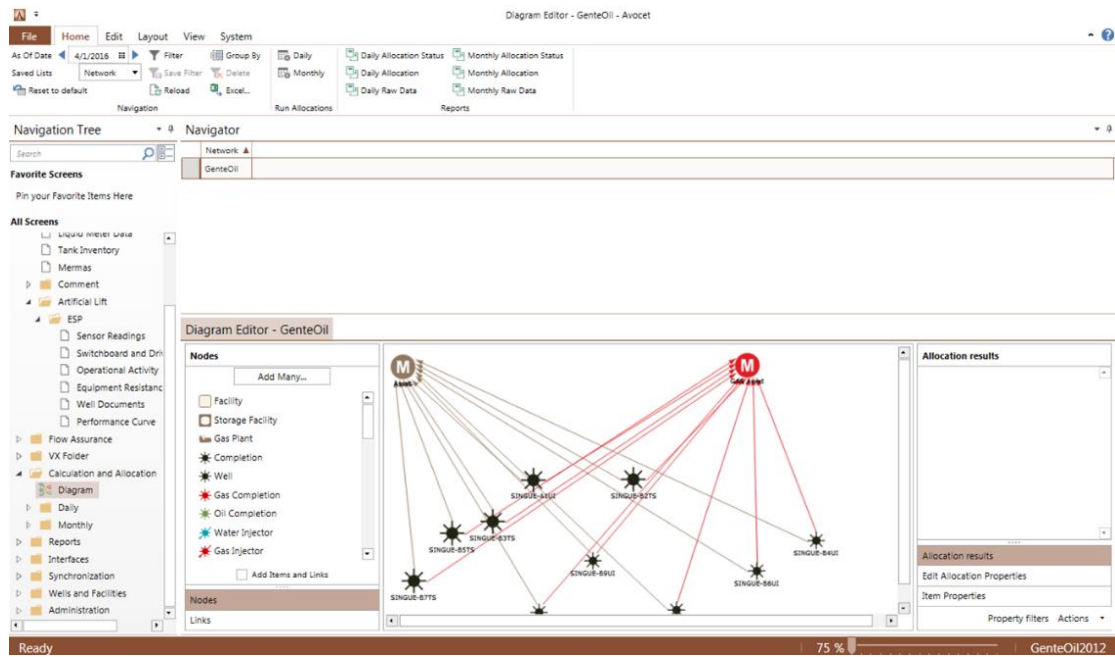 Diagram Editor - GenteOil - Avocet
File Home Edit Layout View System
As Of Date 4/1/2016 Filter Group By Daily Daily Allocation Status Monthly Allocation Status
Saved Lists Network Save Filter Delete Monthly Daily Allocation Monthly Allocation
Reset to default Reload Excel... Daily Raw Data Monthly Raw Data
Navigation Run Allocations Reports
Navigation Tree
Search
Favorite Screens
Pin your Favorite Items Here
All Screens
Liquid Meter Data
Tank Inventory
Mermas
Comment
Artificial Lift
ESP
Sensor Readings
Switchboard and Driv
Operational Activity
Equipment Resistanc
Well Documents
Performance Curve
Flow Assurance
VX Folder
Calculation and Allocation
Diagram
Daily
Monthly
Reports
Interfaces
Synchronization
Wells and Facilities
Administration
Navigator
Network
GenteOil
Diagram Editor - GenteOil
Nodes
Add Many...
Facility
Storage Facility
Gas Plant
Completion
Well
Gas Completion
Oil Completion
Water Injector
Gas Injector
Add Items and Links
Nodes
Links
M
M
SINGUE-B2TS
SINGUE-B3TS
SINGUE-B5TS
SINGUE-B4UI
SINGUE-B9UI
SINGUE-B6UI
SINGUE-B7TS
Allocation results
Allocation results
Edit Allocation Properties
Item Properties
Property filters Actions
Ready 75 % GenteOil2012